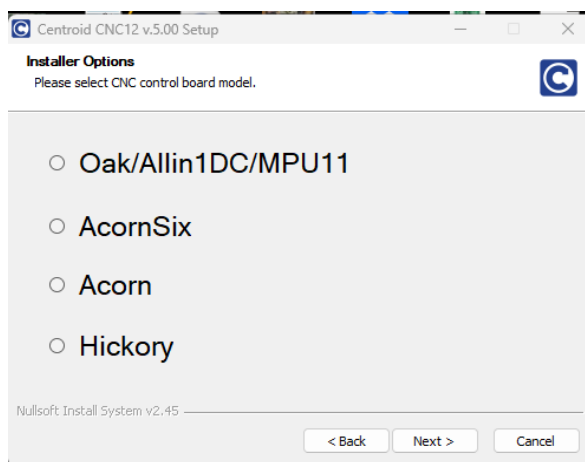 Centroid CNC12 v.5.00 Setup
Installer Options
Please select CNC control board model.
Oak/Allin1DC/MPU11
AcornSix
Acorn
Hickory
Nullsoft Install System v2.45
< Back Next > Cancel